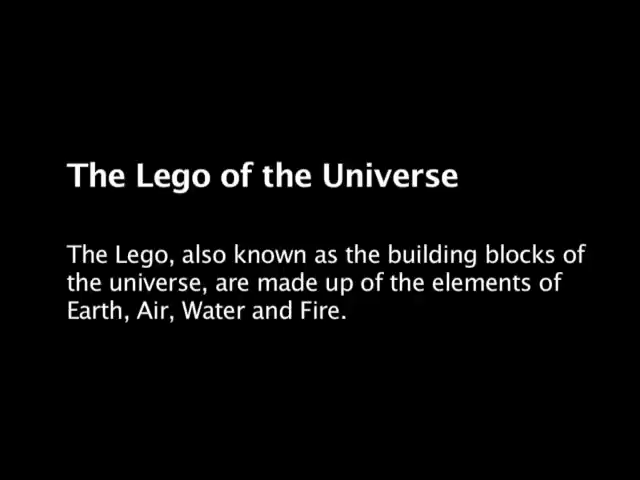 The Lego of the Universe
The Lego, also known as the building blocks of
the universe, are made up of the elements of
Earth, Air, Water and Fire.